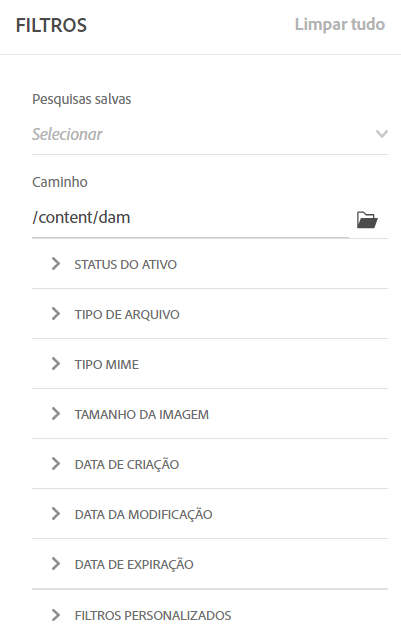 FILTROS
Limpar tudo
Pesquisas salvas
Selecionar
Caminho
/content/dam
STATUS DO ATIVO
TIPO DE ARQUIVO
TIPO MIME
TAMANHO DA IMAGEM
DATA DE CRIAÇÃO
DATA DA MODIFICAÇÃO
DATA DE EXPIRAÇÃO
FILTROS PERSONALIZADOS